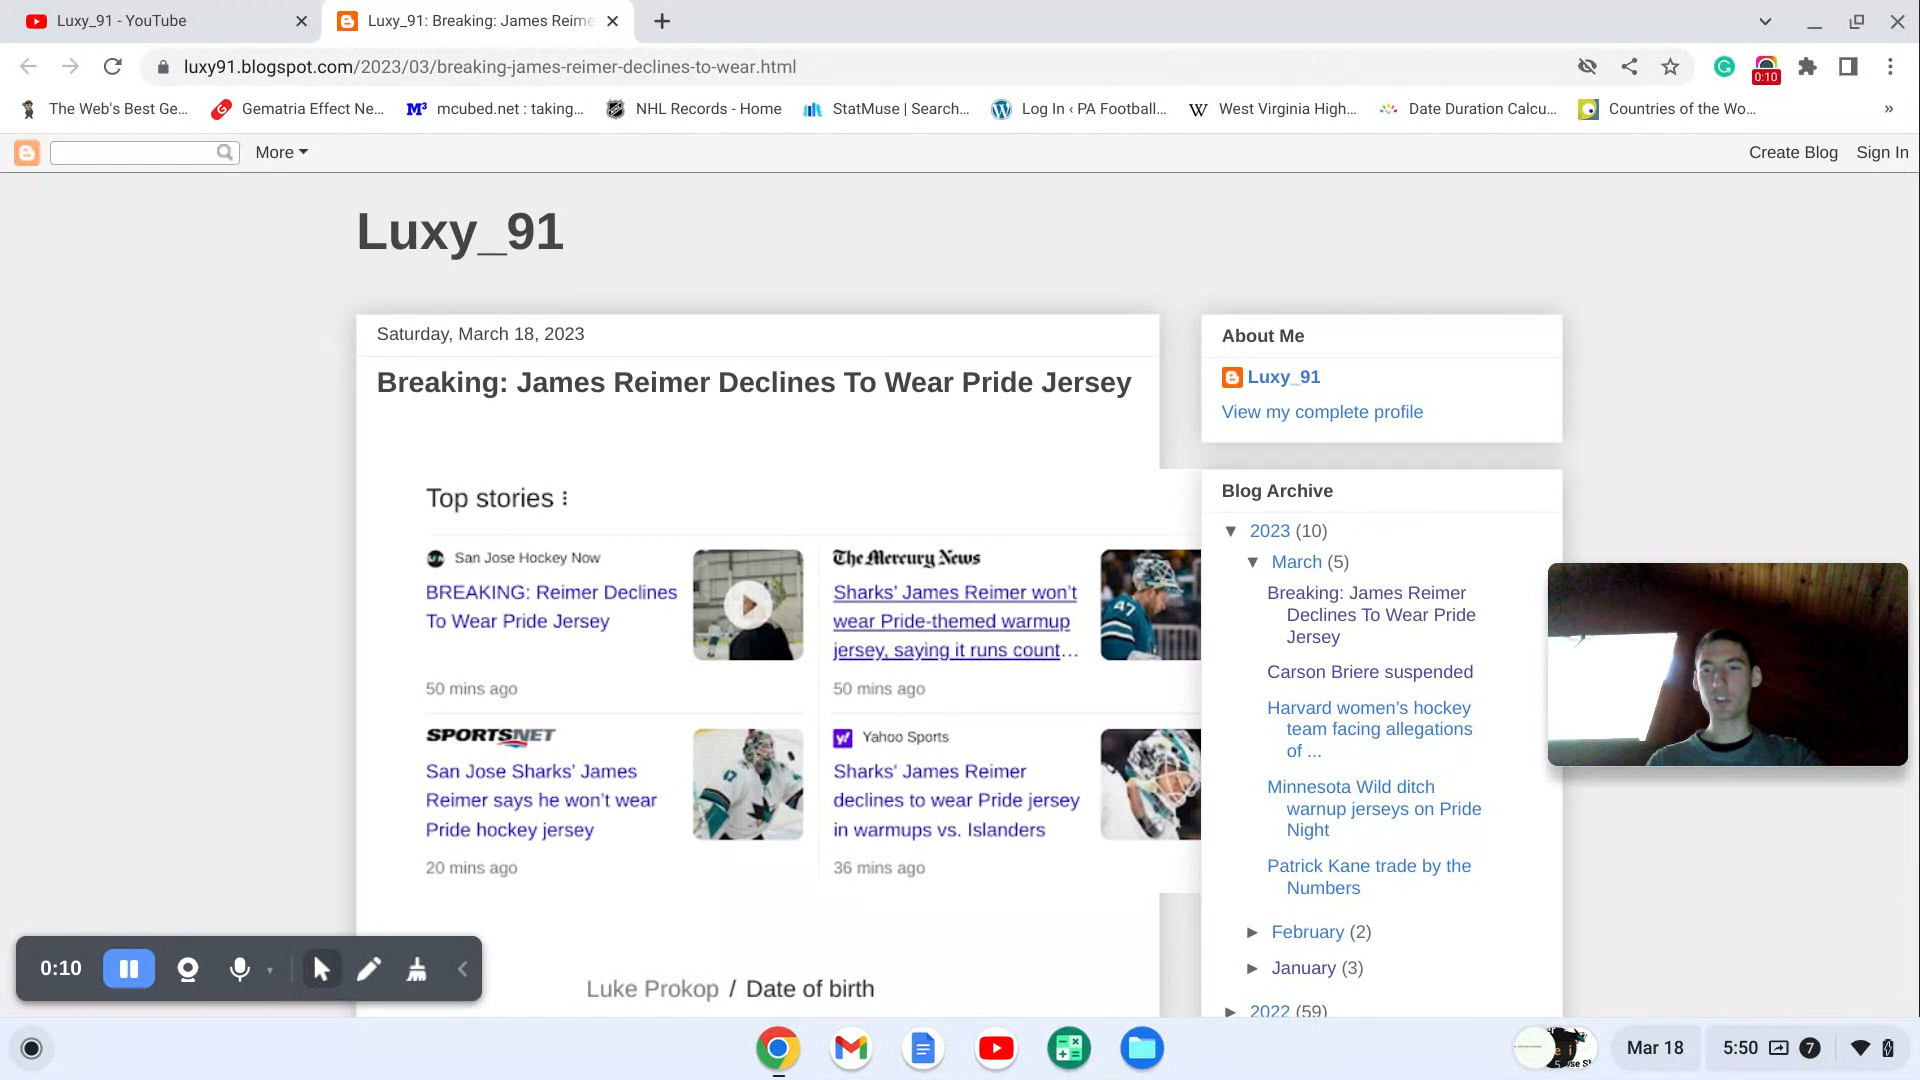 Luxy_91 - YouTube
Luxy_91: Breaking: James Reime
luxy91.blogspot.com/2023/03/breaking-james-reimer-declines-to-wear.html
0:10
The Web's Best Ge...
Gematria Effect Ne...
M³ mcubed.net : taking...
NHL Records - Home
StatMuse | Search...
Log In ‹ PA Football...
West Virginia High...
Date Duration Calcu...
Countries of the Wo...
»
More
Create Blog
Sign In
Luxy_91
Saturday, March 18, 2023
Breaking: James Reimer Declines To Wear Pride Jersey
Top stories
San Jose Hockey Now
BREAKING: Reimer Declines
To Wear Pride Jersey
50 mins ago
The Mercury News
Sharks' James Reimer won't
wear Pride-themed warmup
jersey, saying it runs count...
50 mins ago
47
SPORTSNET
San Jose Sharks' James
Reimer says he won't wear
Pride hockey jersey
20 mins ago
Yahoo Sports
Sharks' James Reimer
declines to wear Pride jersey
in warmups vs. Islanders
36 mins ago
Luke Prokop / Date of birth
About Me
Luxy_91
View my complete profile
Blog Archive
▼ 2023 (10)
▼ March (5)
Breaking: James Reimer
Declines To Wear Pride
Jersey
Carson Briere suspended
Harvard women's hockey
team facing allegations
of ...
Minnesota Wild ditch
warnup jerseys on Pride
Night
Patrick Kane trade by the
Numbers
► February (2)
► January (3)
► 2022 (59)
0:10
Mar 18
5:50
7